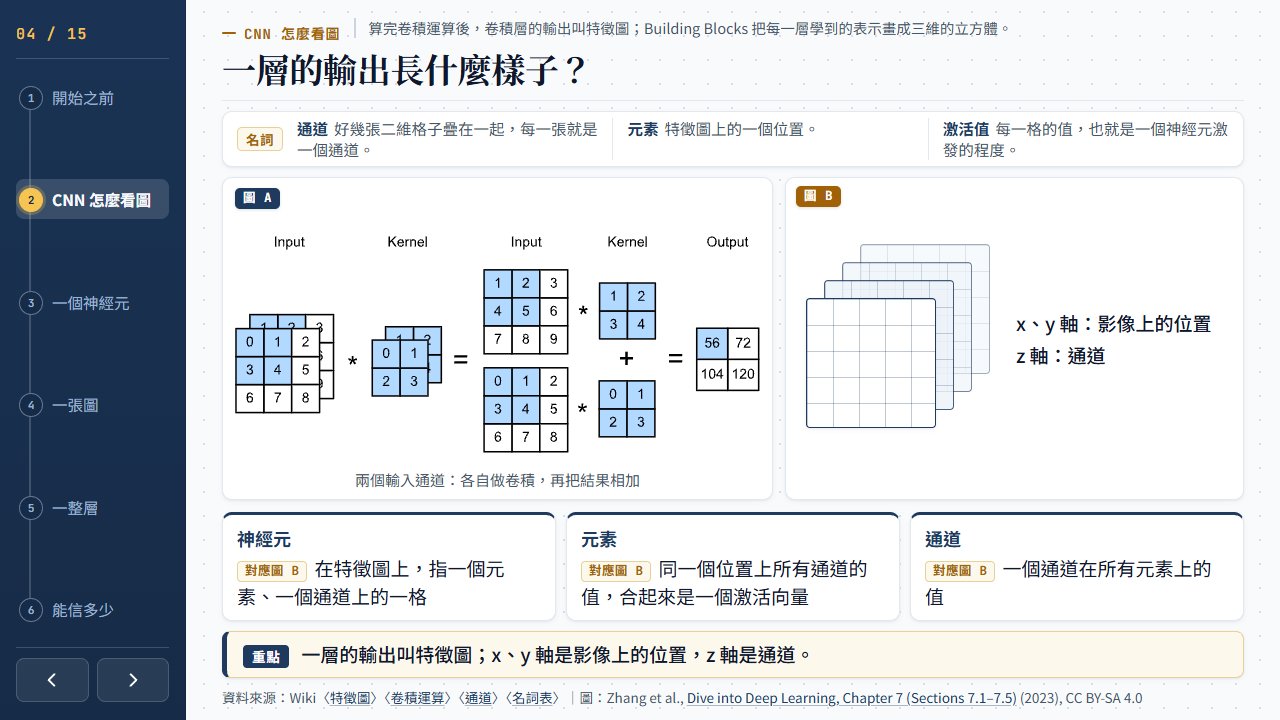 04 / 15
1 開始之前
2 CNN 怎麼看圖
3 一個神經元
4 一張圖
5 一整層
6 能信多少
CNN 怎麼看圖
算完卷積運算後，卷積層的輸出叫特徵圖；Building Blocks 把每一層學到的表示畫成三維的立方體。
一層的輸出長什麼樣子？
名詞
通道 好幾張二維格子疊在一起，每一張就是
一個通道。
元素 特徵圖上的一個位置。
激活值 每一格的值，也就是一個神經元激
發的程度。
圖 A
Input Kernel Input Kernel Output
1 2 3
0 1 2
3 4 5
6 7 8
*
1 2
0 1
2 3
=
1 2 3
4 5 6
7 8 9
*
1 2
3 4
+
0 1 2
3 4 5
6 7 8
*
0 1
2 3
=
56 72
104 120
兩個輸入通道：各自做卷積，再把結果相加
圖 B
x、y 軸：影像上的位置
z 軸：通道
神經元
對應圖 B 在特徵圖上，指一個元
素、一個通道上的一格
元素
對應圖 B 同一個位置上所有通道的
值，合起來是一個激活向量
通道
對應圖 B 一個通道在所有元素上的
值
重點 一層的輸出叫特徵圖；x、y 軸是影像上的位置，z 軸是通道。
資料來源：Wiki〈特徵圖〉〈卷積運算〉〈通道〉〈名詞表〉｜圖：Zhang et al., Dive into Deep Learning, Chapter 7 (Sections 7.1–7.5) (2023), CC BY-SA 4.0